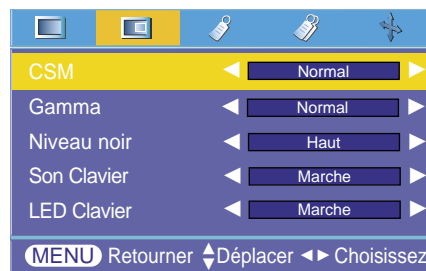 CSM Normal
Gamma Normal
Niveau noir Haut
Son Clavier Marche
LED Clavier Marche
MENU Retourner Déplacer Choisissez